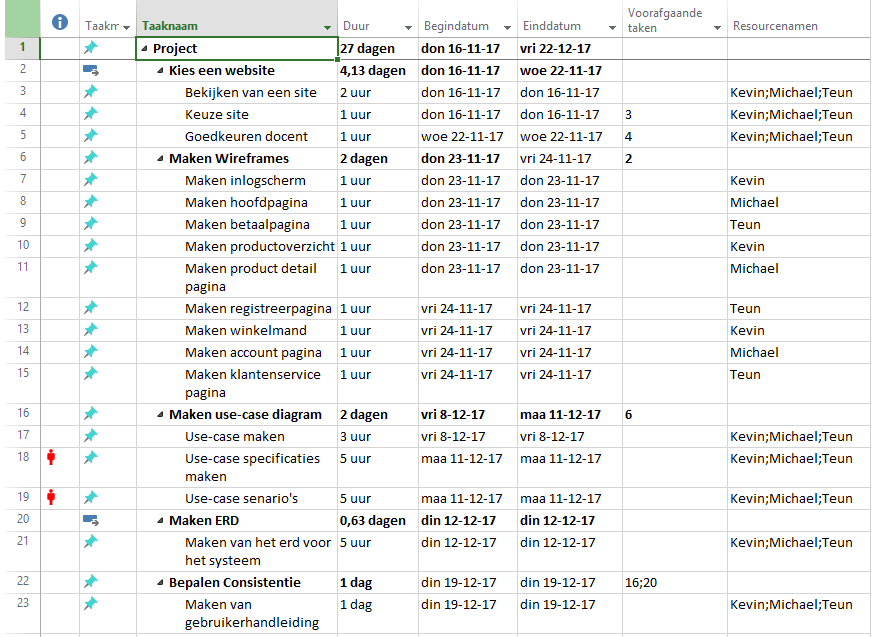 Taakm Taaknaam Duur Begindatum Einddatum Voorafgaande taken Resourcenamen
1 Project 27 dagen don 16-11-17 vri 22-12-17
2 Kies een website 4,13 dagen don 16-11-17 woe 22-11-17
3 Bekijken van een site 2 uur don 16-11-17 don 16-11-17 Kevin;Michael;Teun
4 Keuze site 1 uur don 16-11-17 don 16-11-17 3 Kevin;Michael;Teun
5 Goedkeuren docent 1 uur woe 22-11-17 woe 22-11-17 4 Kevin;Michael;Teun
6 Maken Wireframes 2 dagen don 23-11-17 vri 24-11-17 2
7 Maken inlogscherm 1 uur don 23-11-17 don 23-11-17 Kevin
8 Maken hoofdpagina 1 uur don 23-11-17 don 23-11-17 Michael
9 Maken betaalpagina 1 uur don 23-11-17 don 23-11-17 Teun
10 Maken productoverzicht 1 uur don 23-11-17 don 23-11-17 Kevin
11 Maken product detail 1 uur don 23-11-17 don 23-11-17 Michael
pagina
12 Maken registreerpagina 1 uur vri 24-11-17 vri 24-11-17 Teun
13 Maken winkelmand 1 uur vri 24-11-17 vri 24-11-17 Kevin
14 Maken account pagina 1 uur vri 24-11-17 vri 24-11-17 Michael
15 Maken klantenservice 1 uur vri 24-11-17 vri 24-11-17 Teun
pagina
16 Maken use-case diagram 2 dagen vri 8-12-17 maa 11-12-17 6
17 Use-case maken 3 uur vri 8-12-17 vri 8-12-17 Kevin;Michael;Teun
18 Use-case specificaties 5 uur maa 11-12-17 maa 11-12-17 Kevin;Michael;Teun
maken
19 Use-case senario's 5 uur maa 11-12-17 maa 11-12-17 Kevin;Michael;Teun
20 Maken ERD 0,63 dagen din 12-12-17 din 12-12-17
21 Maken van het erd voor 5 uur din 12-12-17 din 12-12-17 Kevin;Michael;Teun
het systeem
22 Bepalen Consistentie 1 dag din 19-12-17 din 19-12-17 16;20
23 Maken van 1 dag din 19-12-17 din 19-12-17 Kevin;Michael;Teun
gebruikerhandleiding